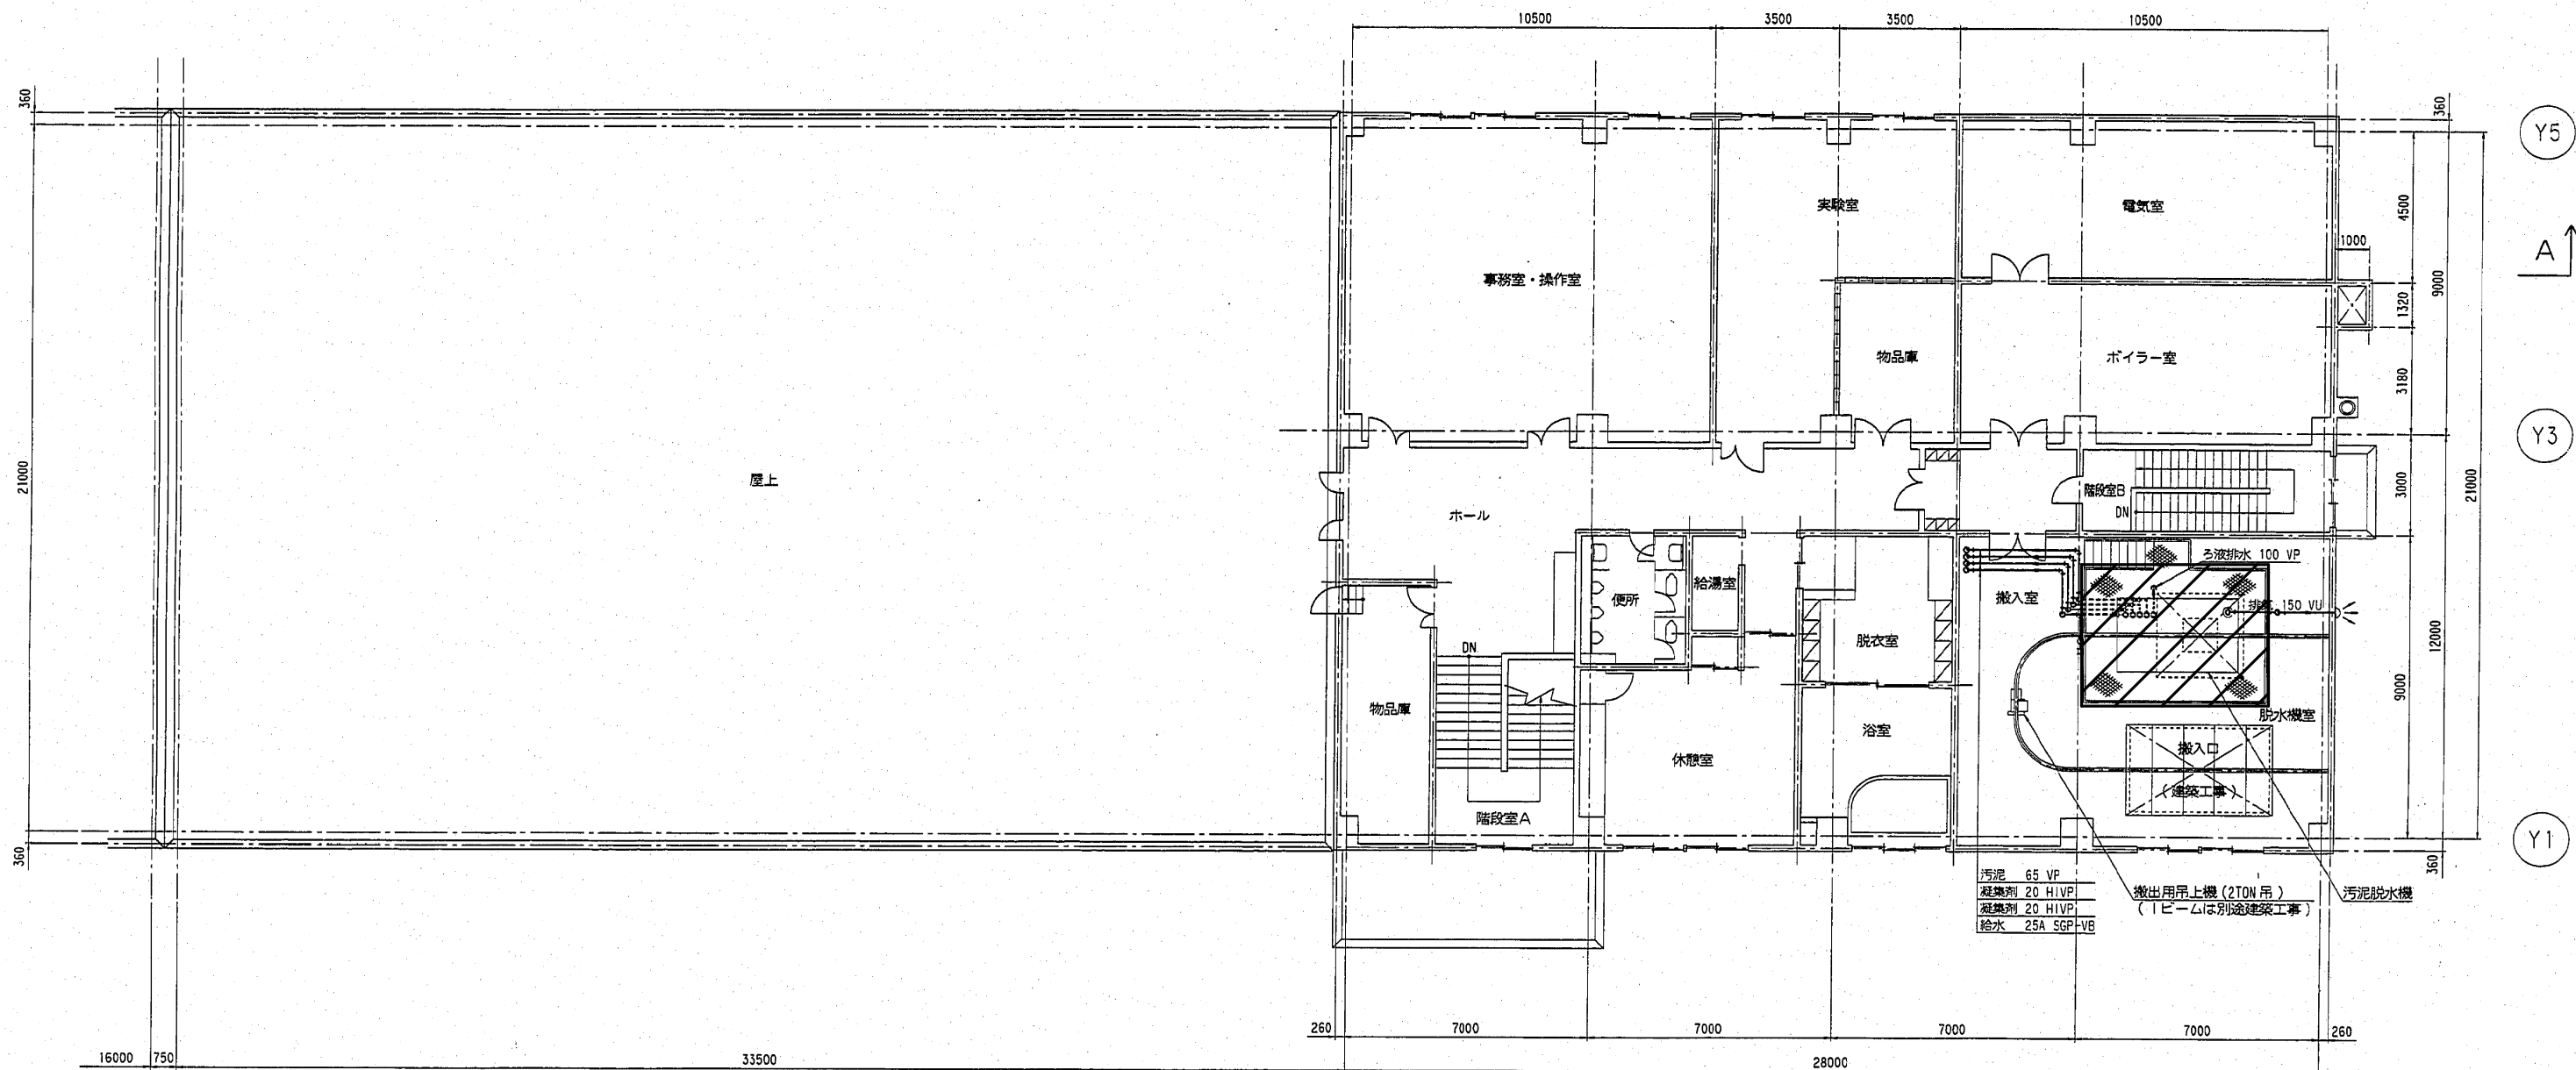 10500
3500
3500
10500
360
360
Y5
実験室
電気室
4500
1000
A
事務室・操作室
9000
1320
物品庫
ボイラー室
3180
Y3
21000
屋上
ホール
階段室B
DN
3000
21000
ろ液排水 100 VP
給湯室
便所
搬入室
排気 150 VU
脱衣室
12000
DN
9000
物品庫
脱水機室
浴室
搬入口
休憩室
(建築工事)
階段室A
Y1
360
360
汚泥 65 VP
凝集剤 20 HIVP
凝集剤 20 HIVP
給水 25A SGP-VB
搬出用吊上機(2TON吊)
(Iビームは別途建築工事)
汚泥脱水機
260
7000
7000
7000
7000
260
16000
750
33500
28000